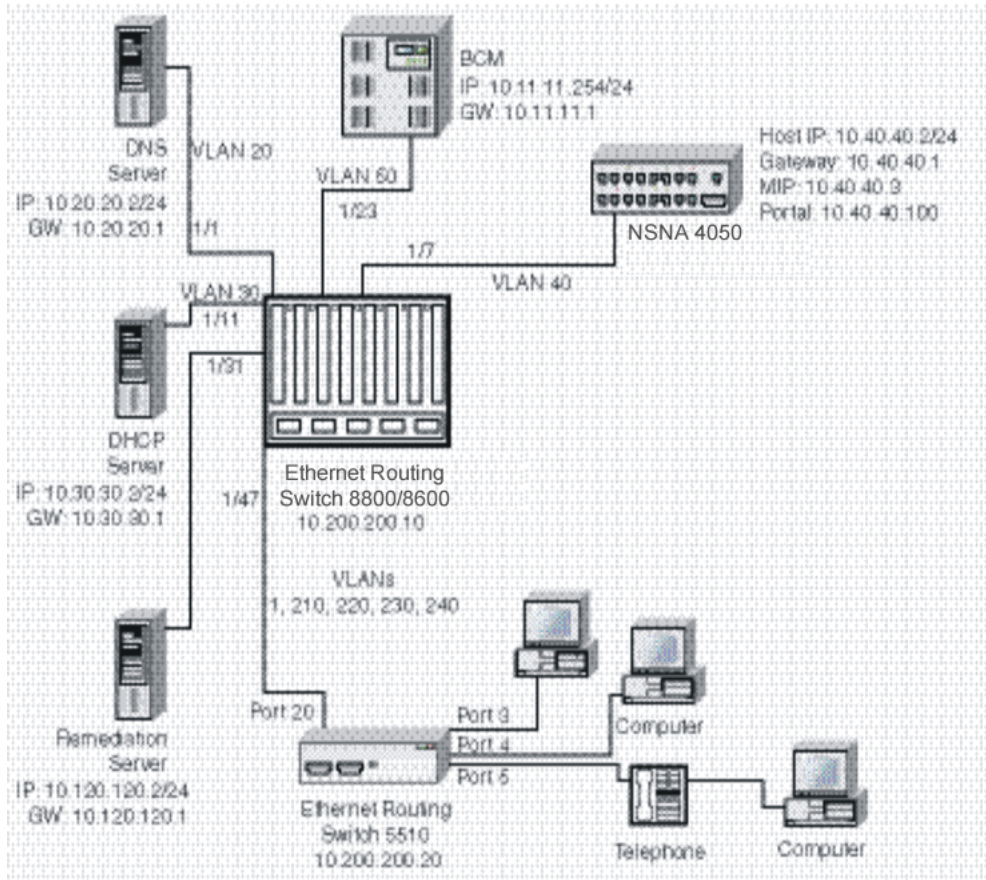 DNS
Server
IP: 10.20.20.2/24
GW: 10.20.20.1
VLAN 20
1/1
BCM
IP: 10.11.11.254/24
GW: 10.11.11.1
VLAN 50
1/23
Host IP: 10.40.40.2/24
Gateway: 10.40.40.1
MIP: 10.40.40.3
Portal: 10.40.40.100
NSNA 4050
1/7
VLAN 40
VLAN 30
1/11
DHCP
Server
IP: 10.30.30.2/24
GW: 10.30.30.1
1/31
Ethernet Routing
Switch 8800/8600
10.200.200.10
1/47
VLANs
1, 210, 220, 230, 240
Remediation
Server
IP: 10.120.120.2/24
GW: 10.120.120.1
Port 20
Port 3
Port 4
Port 5
Computer
Ethernet Routing
Switch 5510
10.200.200.20
Telephone
Computer